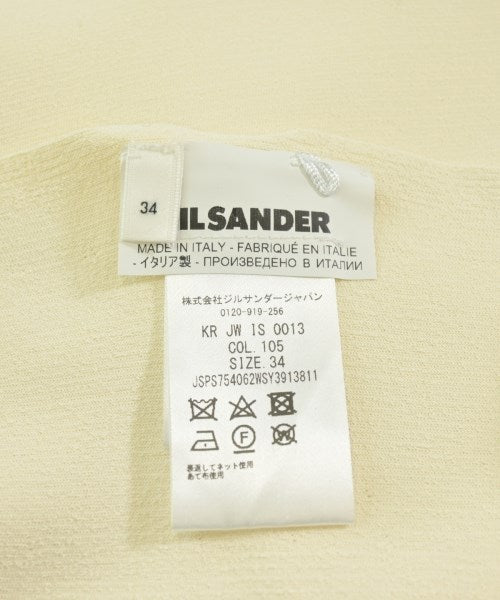 34
JIL SANDER
MADE IN ITALY - FABRIQUÉ EN ITALIE
- イタリア製 - ПРОИЗВЕДЕНО В ИТАЛИИ
株式会社ジルサンダージャパン
0120-919-256
KR JW IS 0013
COL. 105
SIZE. 34
JSPS754062WSY3913811
F W
裏返してネット使用
あて布使用